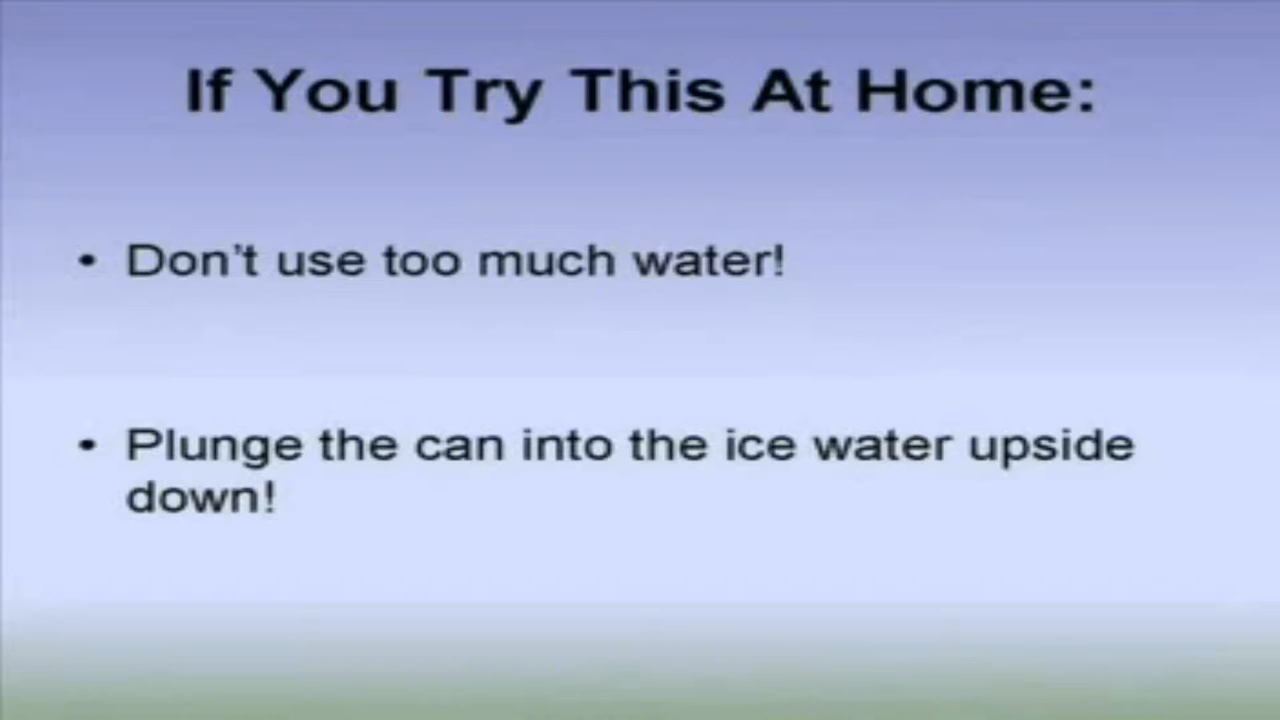 If You Try This At Home:
• Don't use too much water!
• Plunge the can into the ice water upside
down!